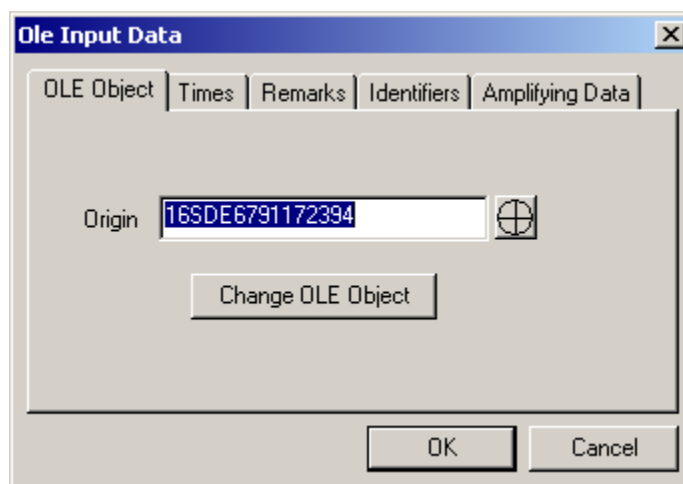 Ole Input Data
OLE Object Times Remarks Identifiers Amplifying Data
Origin 16SDE6791172394
Change OLE Object
OK Cancel